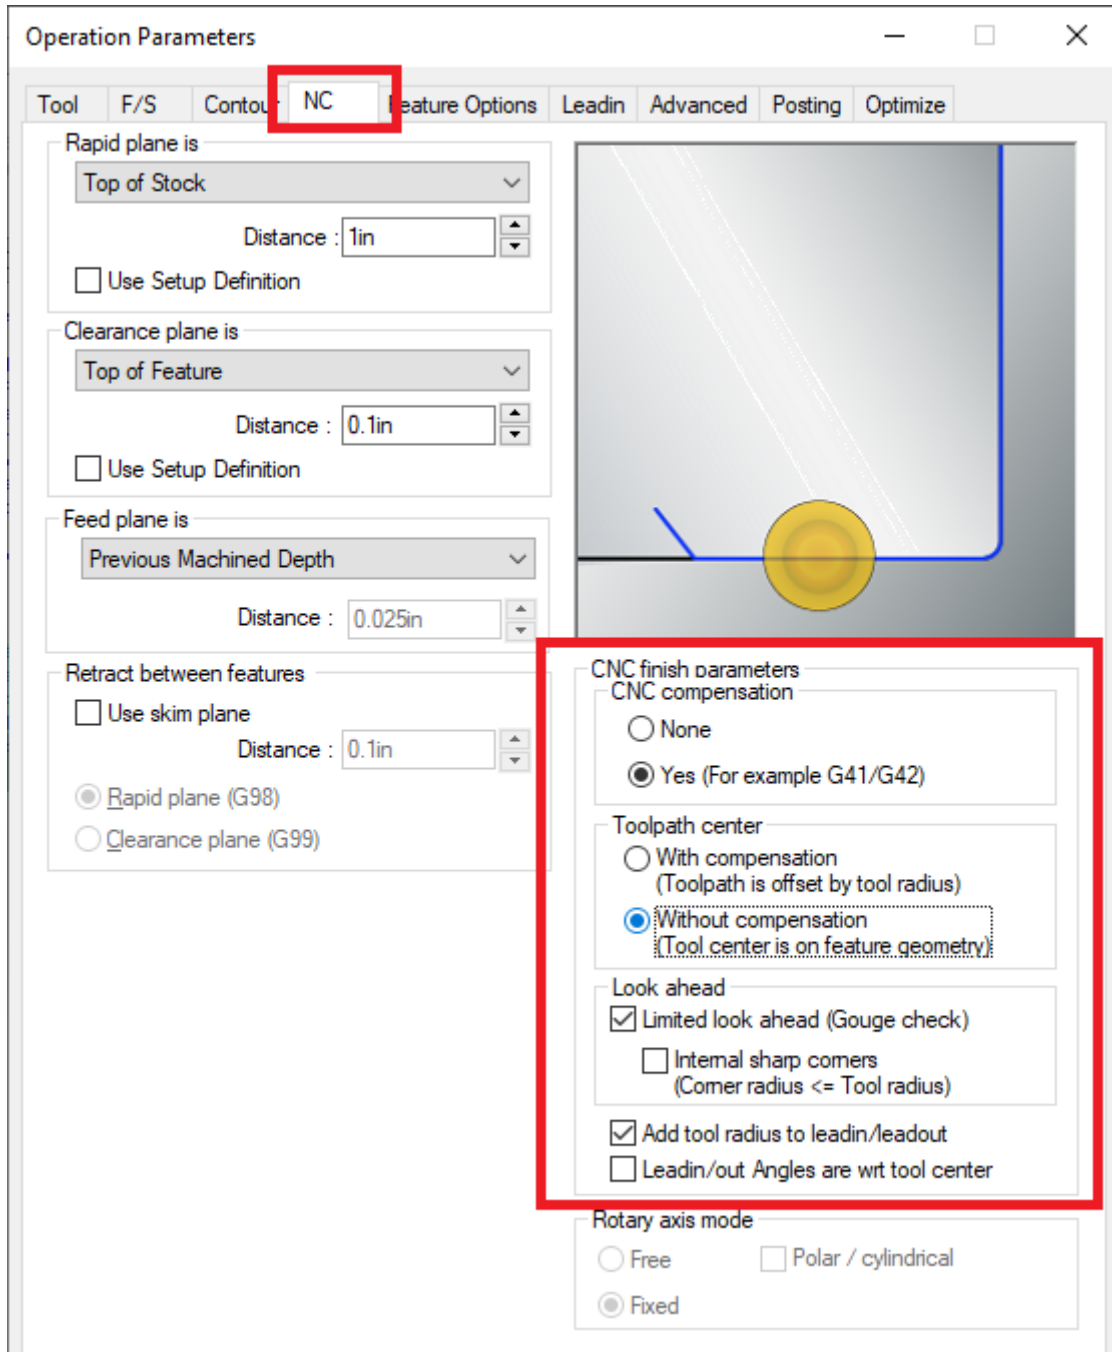 Operation Parameters
Tool F/S Contour NC Feature Options Leadin Advanced Posting Optimize
Rapid plane is
Top of Stock
Distance : 1in
Use Setup Definition
Clearance plane is
Top of Feature
Distance : 0.1in
Use Setup Definition
Feed plane is
Previous Machined Depth
Distance : 0.025in
Retract between features
Use skim plane
Distance : 0.1in
Rapid plane (G98)
Clearance plane (G99)
CNC finish parameters
CNC compensation
None
Yes (For example G41/G42)
Toolpath center
With compensation
(Toolpath is offset by tool radius)
Without compensation
(Tool center is on feature geometry)
Look ahead
Limited look ahead (Gouge check)
Internal sharp corners
(Corner radius <= Tool radius)
Add tool radius to leadin/leadout
Leadin/out Angles are wrt tool center
Rotary axis mode
Free Polar / cylindrical
Fixed